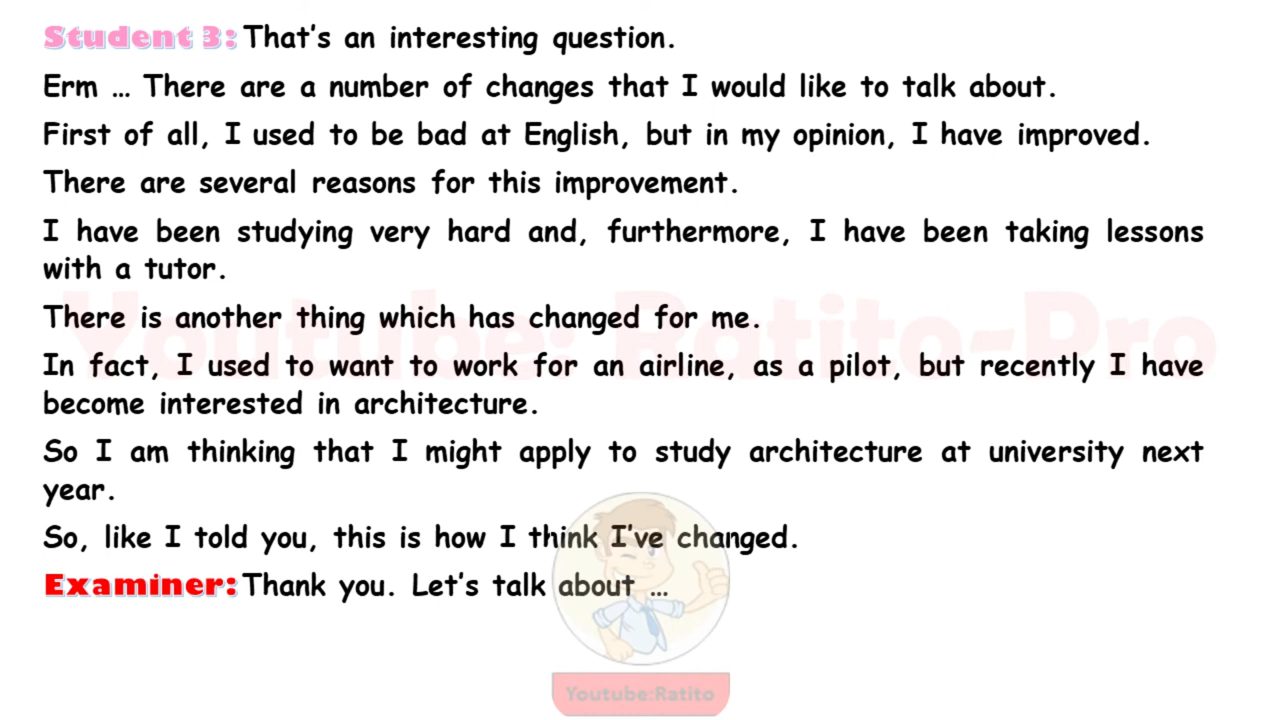 Student 3: That's an interesting question.
Erm ... There are a number of changes that I would like to talk about.
First of all, I used to be bad at English, but in my opinion, I have improved.
There are several reasons for this improvement.
I have been studying very hard and, furthermore, I have been taking lessons
with a tutor.
There is another thing which has changed for me.
Youtube: Ratito-Pro
In fact, I used to want to work for an airline, as a pilot, but recently I have
become interested in architecture.
So I am thinking that I might apply to study architecture at university next
year.
So, like I told you, this is how I think I've changed.
Examiner: Thank you. Let's talk about ...
Youtube:Ratito